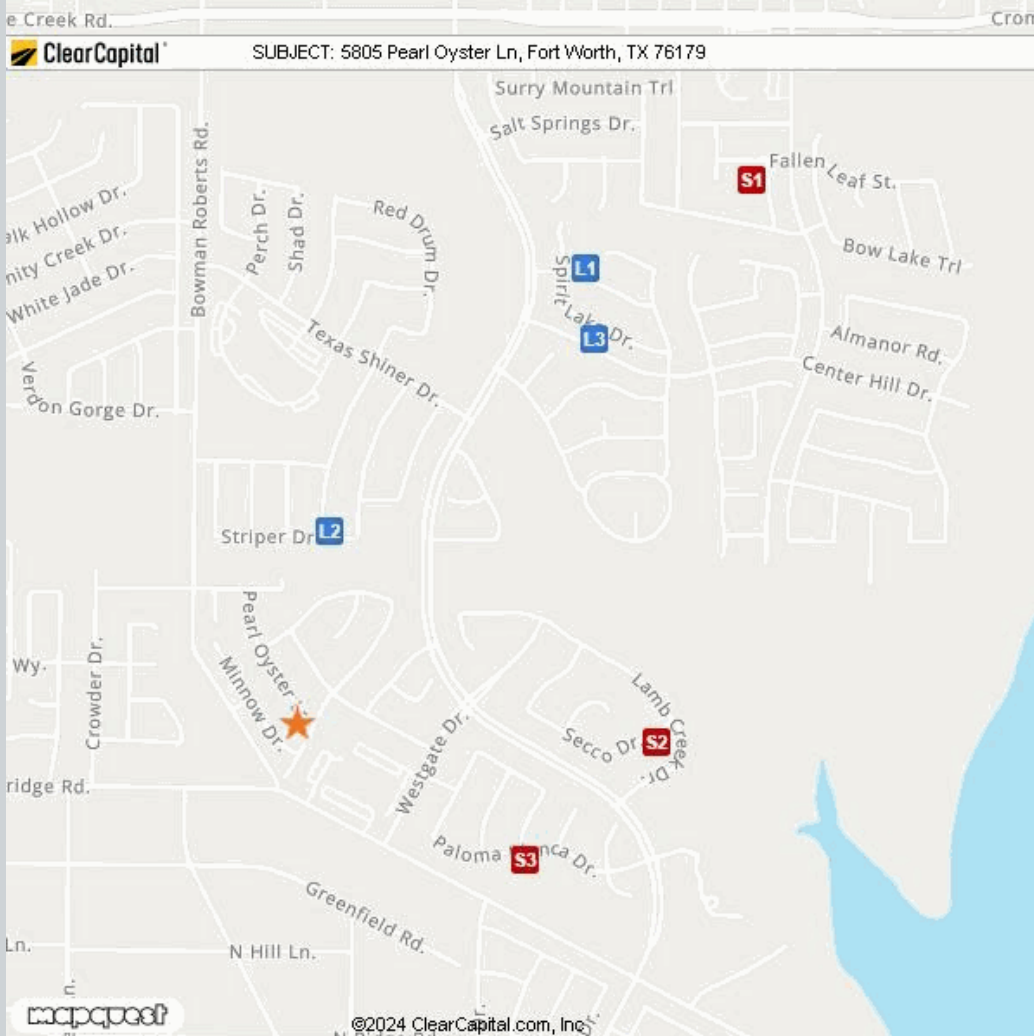 e Creek Rd.
Cron
ClearCapital
SUBJECT: 5805 Pearl Oyster Ln, Fort Worth, TX 76179
Surry Mountain Trl
Salt Springs Dr.
Fallen Leaf St.
S1
Bowman Roberts Rd.
Perch Dr.
Shad Dr.
Red Drum Dr.
alk Hollow Dr.
nity Creek Dr.
White Jade Dr.
Bow Lake Trl
L1
Spirit Lake Dr.
L3
Texas Shiner Dr.
Almanor Rd.
Center Hill Dr.
Verdon Gorge Dr.
Striper Dr
L2
Pearl Oyster
Minnow Dr.
Wy.
Crowder Dr.
Lamb Creek Dr.
Secco Dr.
S2
Westgate Dr.
ridge Rd.
Paloma
nca Dr.
S3
Greenfield Rd.
Ln.
N Hill Ln.
n.
r.
Dr.
mapquest
©2024 ClearCapital.com, Inc